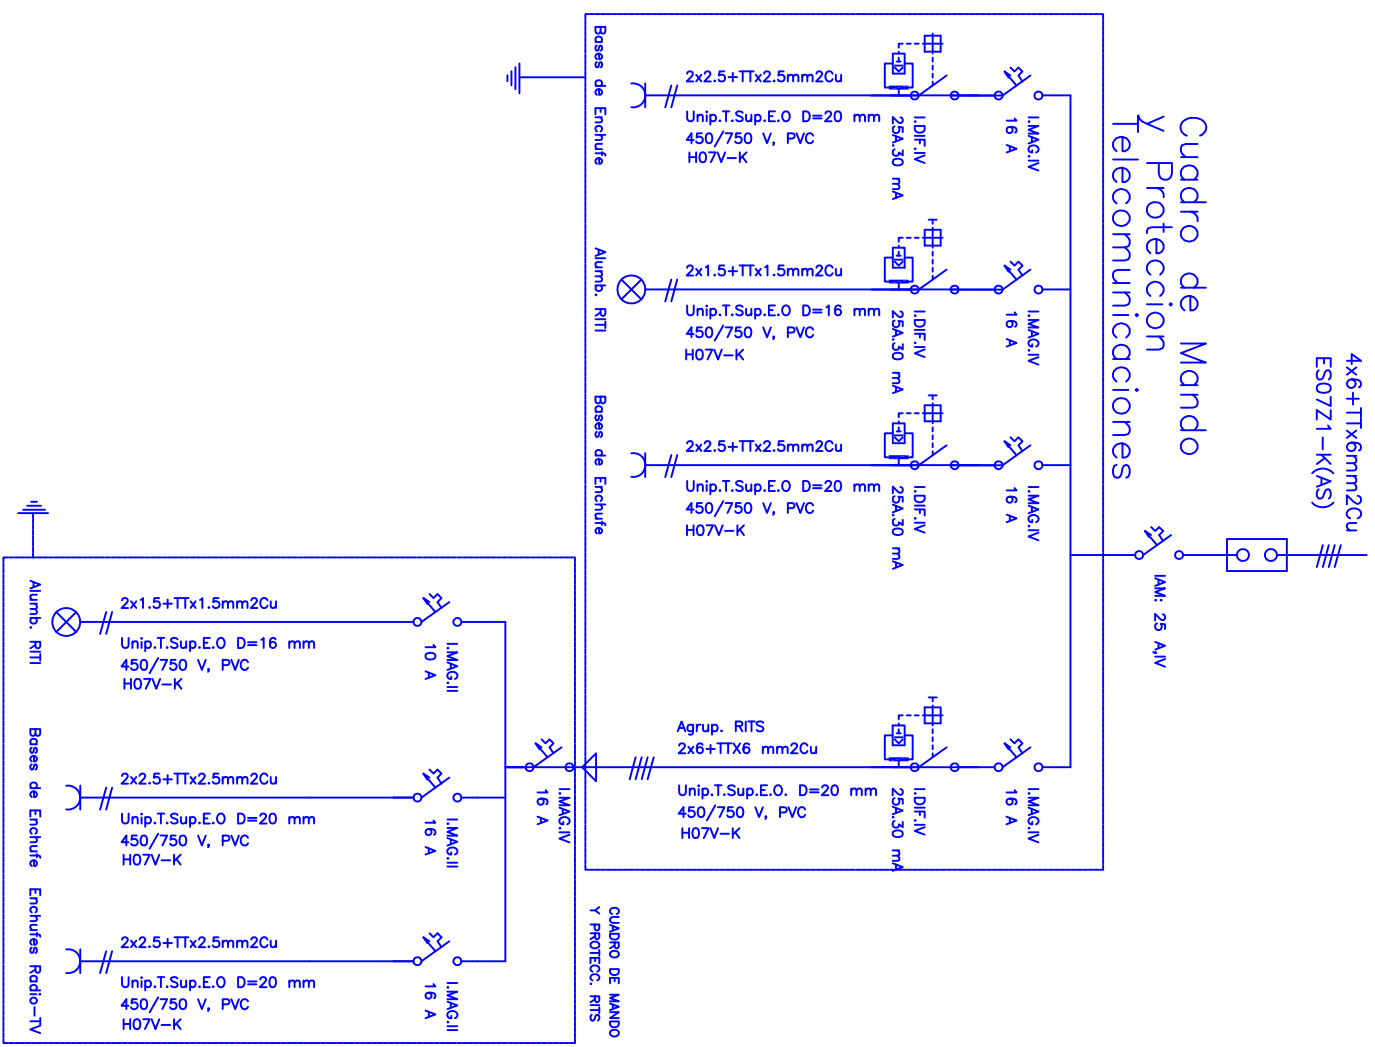 4x6+TTx6mm2Cu
ES07Z1-K(AS)
IAM: 25 A,IV
Cuadro de Mando
y Proteccion
Telecomunicaciones
I.MAG.IV
16 A
I.DIF.IV
25A.30 mA
2x2.5+TTx2.5mm2Cu
Unip.T.Sup.E.O D=20 mm
450/750 V, PVC
H07V-K
Bases de Enchufe
I.MAG.IV
16 A
I.DIF.IV
25A.30 mA
2x1.5+TTx1.5mm2Cu
Unip.T.Sup.E.O D=16 mm
450/750 V, PVC
H07V-K
Alumb. RITI
I.MAG.IV
16 A
I.DIF.IV
25A.30 mA
2x2.5+TTx2.5mm2Cu
Unip.T.Sup.E.O D=20 mm
450/750 V, PVC
H07V-K
Bases de Enchufe
I.MAG.IV
16 A
I.DIF.IV
25A.30 mA
Agrup. RITS
2x6+TTX6 mm2Cu
Unip.T.Sup.E.O. D=20 mm
450/750 V, PVC
H07V-K
CUADRO DE MANDO
Y PROTECC. RITS
I.MAG.IV
16 A
I.MAG.II
10 A
2x1.5+TTx1.5mm2Cu
Unip.T.Sup.E.O D=16 mm
450/750 V, PVC
H07V-K
Alumb. RITI
I.MAG.II
16 A
2x2.5+TTx2.5mm2Cu
Unip.T.Sup.E.O D=20 mm
450/750 V, PVC
H07V-K
Bases de Enchufe
I.MAG.II
16 A
2x2.5+TTx2.5mm2Cu
Unip.T.Sup.E.O D=20 mm
450/750 V, PVC
H07V-K
Enchufes Radio-TV